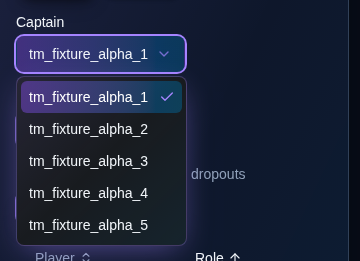 Captain
tm_fixture_alpha_1
tm_fixture_alpha_1
tm_fixture_alpha_2
tm_fixture_alpha_3
dropouts
tm_fixture_alpha_4
tm_fixture_alpha_5
Player Role